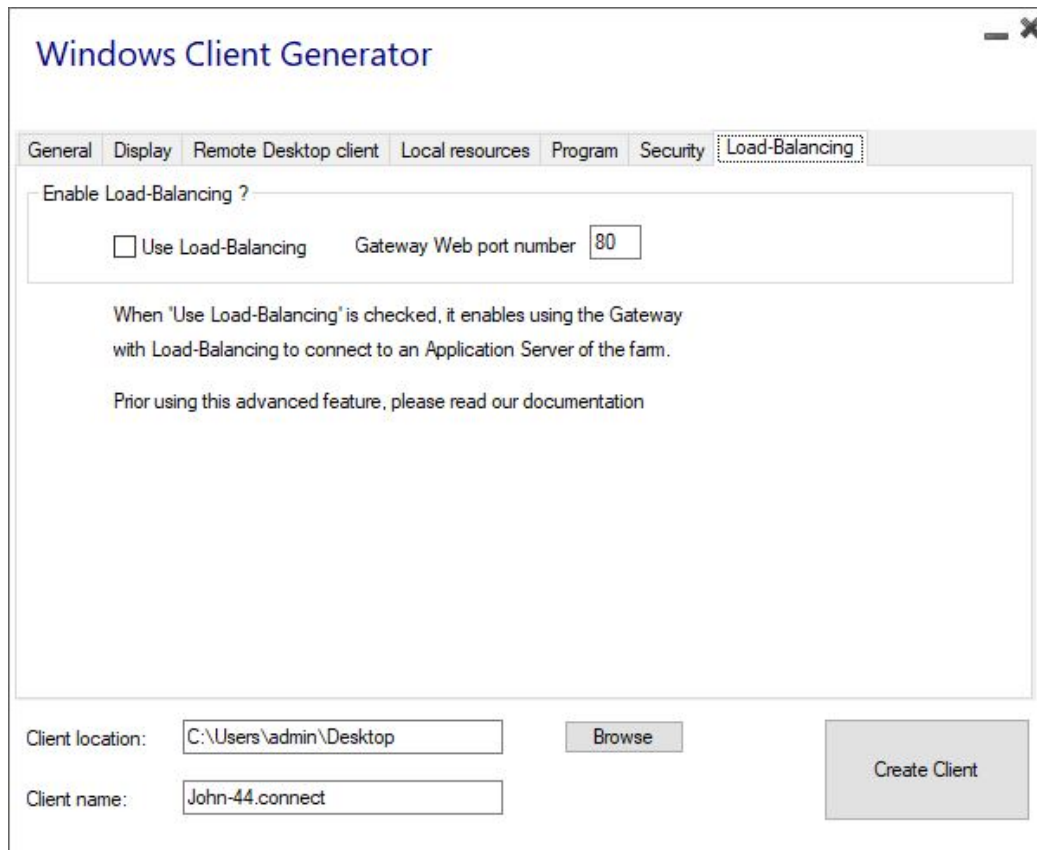 Windows Client Generator
General Display Remote Desktop client Local resources Program Security Load-Balancing
Enable Load-Balancing ?
Use Load-Balancing Gateway Web port number 80
When 'Use Load-Balancing' is checked, it enables using the Gateway
with Load-Balancing to connect to an Application Server of the farm.
Prior using this advanced feature, please read our documentation
Client location: C:\Users\admin\Desktop Browse
Create Client
Client name: John-44.connect